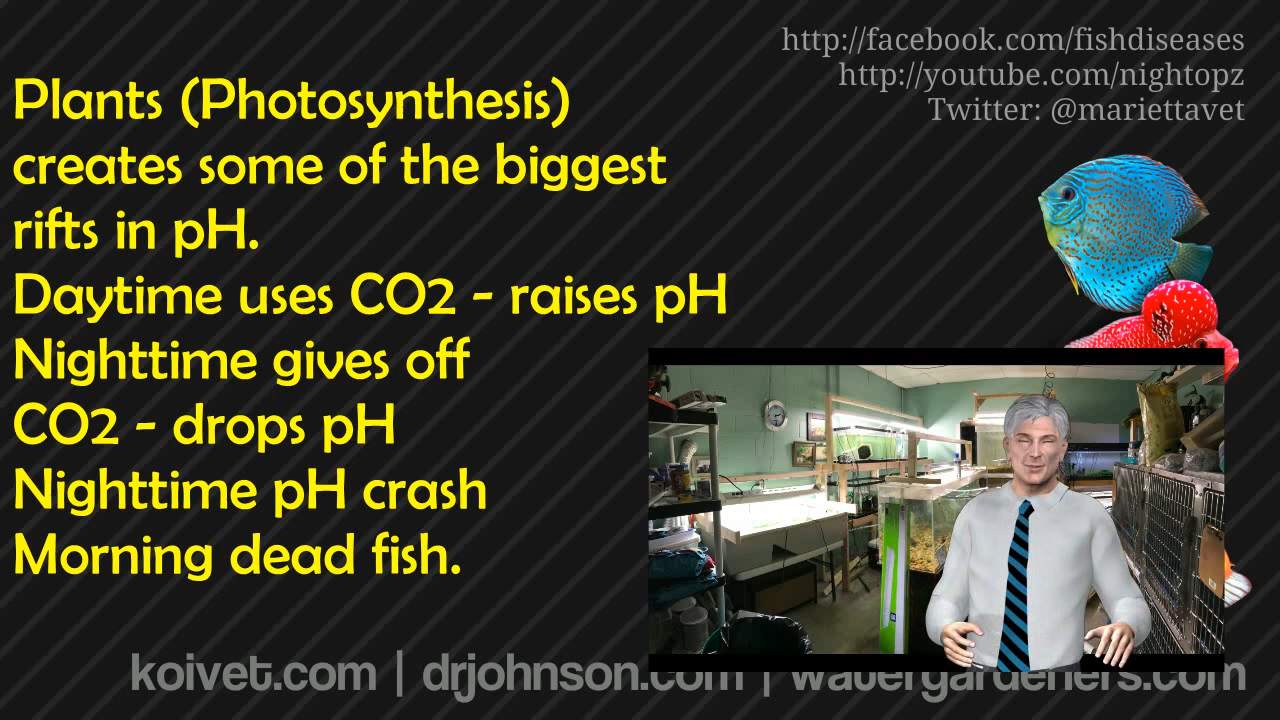 http://facebook.com/fishdiseases
http://youtube.com/nightopz
Twitter: @mariettavet
Plants (Photosynthesis)
creates some of the biggest
rifts in pH.
Daytime uses CO2 - raises pH
Nighttime gives off
CO2 - drops pH
Nighttime pH crash
Morning dead fish.
koivet.com | drjohnson.com | watergardeners.com